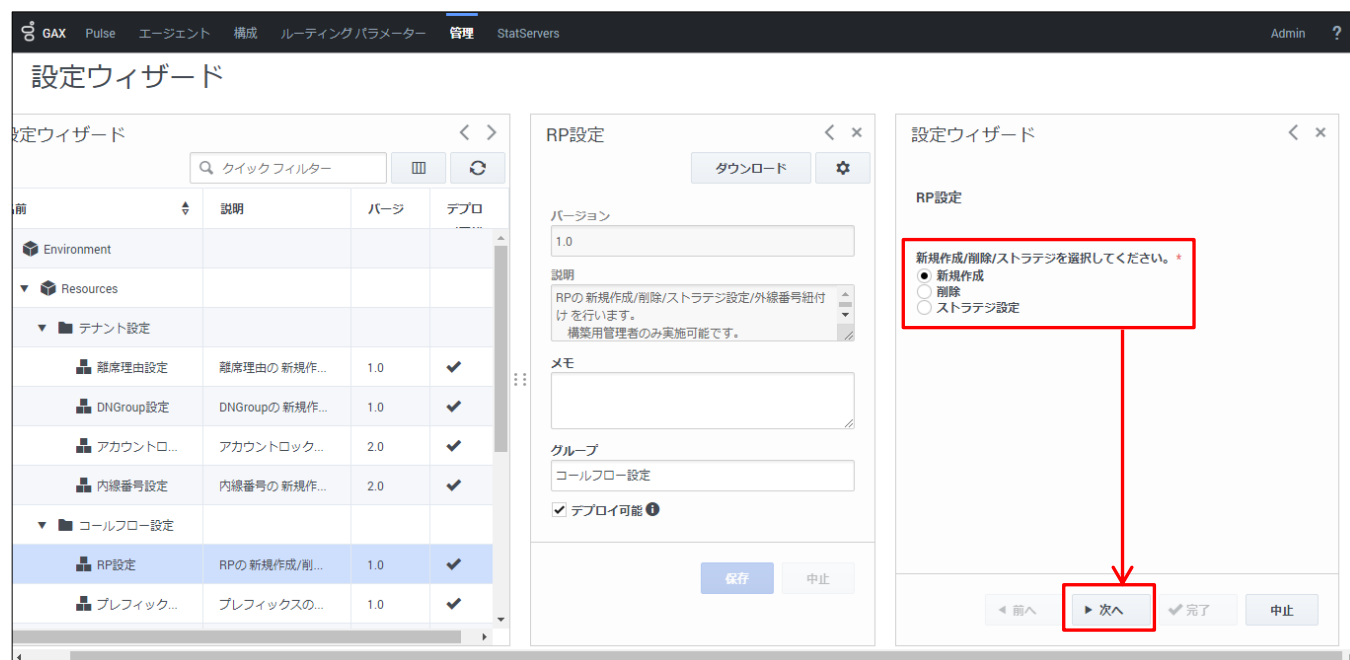 GAX Pulse エージェント 構成 ルーティング パラメーター 管理 StatServers Admin ?
設定ウィザード
設定ウィザード
クイック フィルター
名前 説明 バージ デプロ
Environment
Resources
テナント設定
離席理由設定 離席理由の 新規作... 1.0
DNGroup設定 DNGroupの 新規作... 1.0
アカウントロ... アカウントロック... 2.0
内線番号設定 内線番号の 新規作... 2.0
コールフロー設定
RP設定 RPの 新規作成/削... 1.0
プレフィック... プレフィックスの... 1.0
RP設定
ダウンロード
バージョン
1.0
説明
RPの 新規作成/削除/ストラテジ設定/外線番号紐付
け を行います。
構築用管理者のみ実施可能です。
メモ
グループ
コールフロー設定
デプロイ可能
保存 中止
設定ウィザード
RP設定
新規作成/削除/ストラテジを選択してください。*
新規作成
削除
ストラテジ設定
前へ 次へ 完了 中止